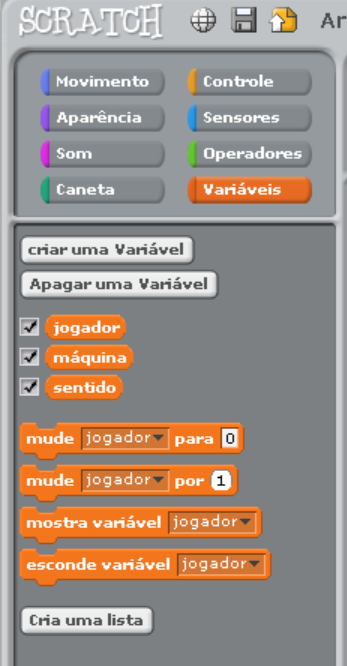 SCRATCH Ar
Movimento Controle
Aparência Sensores
Som Operadores
Caneta Variáveis
criar uma Variável
Apagar uma Variável
jogador
máquina
sentido
mude jogador para 0
mude jogador por 1
mostra variável jogador
esconde variável jogador
Cria uma lista